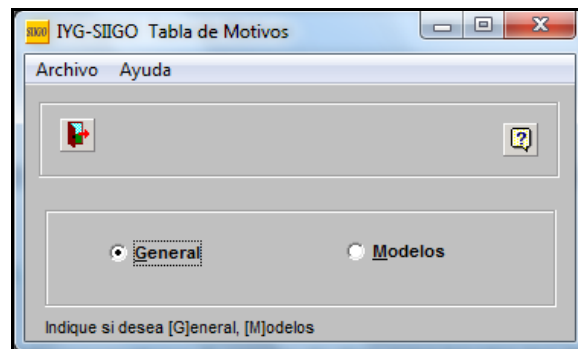 SIIGO IYG-SIIGO Tabla de Motivos
Archivo Ayuda
General Modelos
Indique si desea [G]eneral, [M]odelos